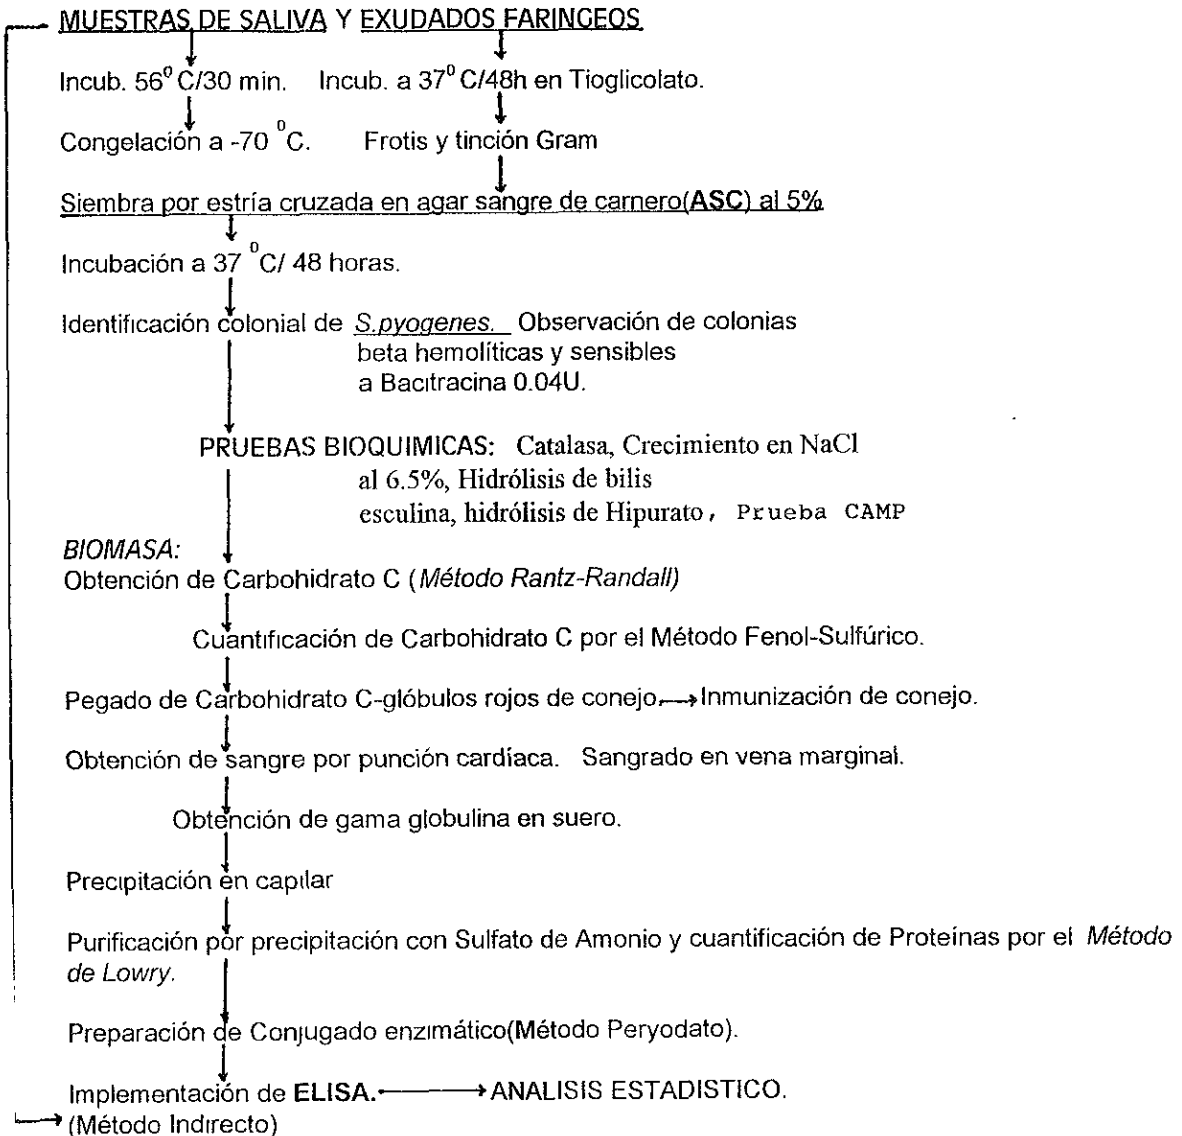 MUESTRAS DE SALIVA Y EXUDADOS FARINGEOS
Incub. 56⁰ C/30 min. Incub. a 37⁰ C/48h en Tioglicolato.
Congelación a -70 ⁰C. Frotis y tinción Gram
Siembra por estría cruzada en agar sangre de carnero(ASC) al 5%
Incubación a 37 ⁰C/ 48 horas.
Identificación colonial de S.pyogenes. Observación de colonias
beta hemolíticas y sensibles
a Bacitracina 0.04U.
PRUEBAS BIOQUIMICAS: Catalasa, Crecimiento en NaCl
al 6.5%, Hidrólisis de bilis
esculina, hidrólisis de Hipurato, Prueba CAMP
BIOMASA:
Obtención de Carbohidrato C (Método Rantz-Randall)
Cuantificación de Carbohidrato C por el Método Fenol-Sulfúrico.
Pegado de Carbohidrato C-glóbulos rojos de conejo→Inmunización de conejo.
Obtención de sangre por punción cardíaca. Sangrado en vena marginal.
Obtención de gama globulina en suero.
Precipitación en capilar
Purificación por precipitación con Sulfato de Amonio y cuantificación de Proteínas por el Método
de Lowry.
Preparación de Conjugado enzimático(Método Peryodato).
Implementación de ELISA.→ANALISIS ESTADISTICO.
(Método Indirecto)